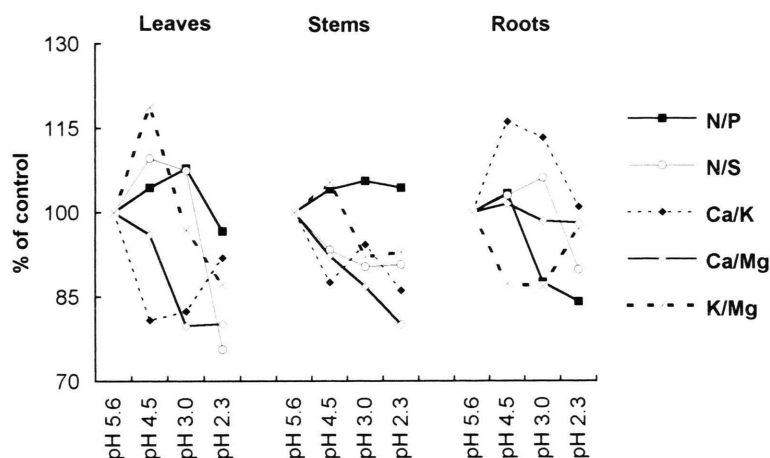 Leaves Stems Roots
130
115
100
85
70
% of control
pH 5.6
pH 4.5
pH 3.0
pH 2.3
pH 5.6
pH 4.5
pH 3.0
pH 2.3
pH 5.6
pH 4.5
pH 3.0
pH 2.3
N/P
N/S
Ca/K
Ca/Mg
K/Mg